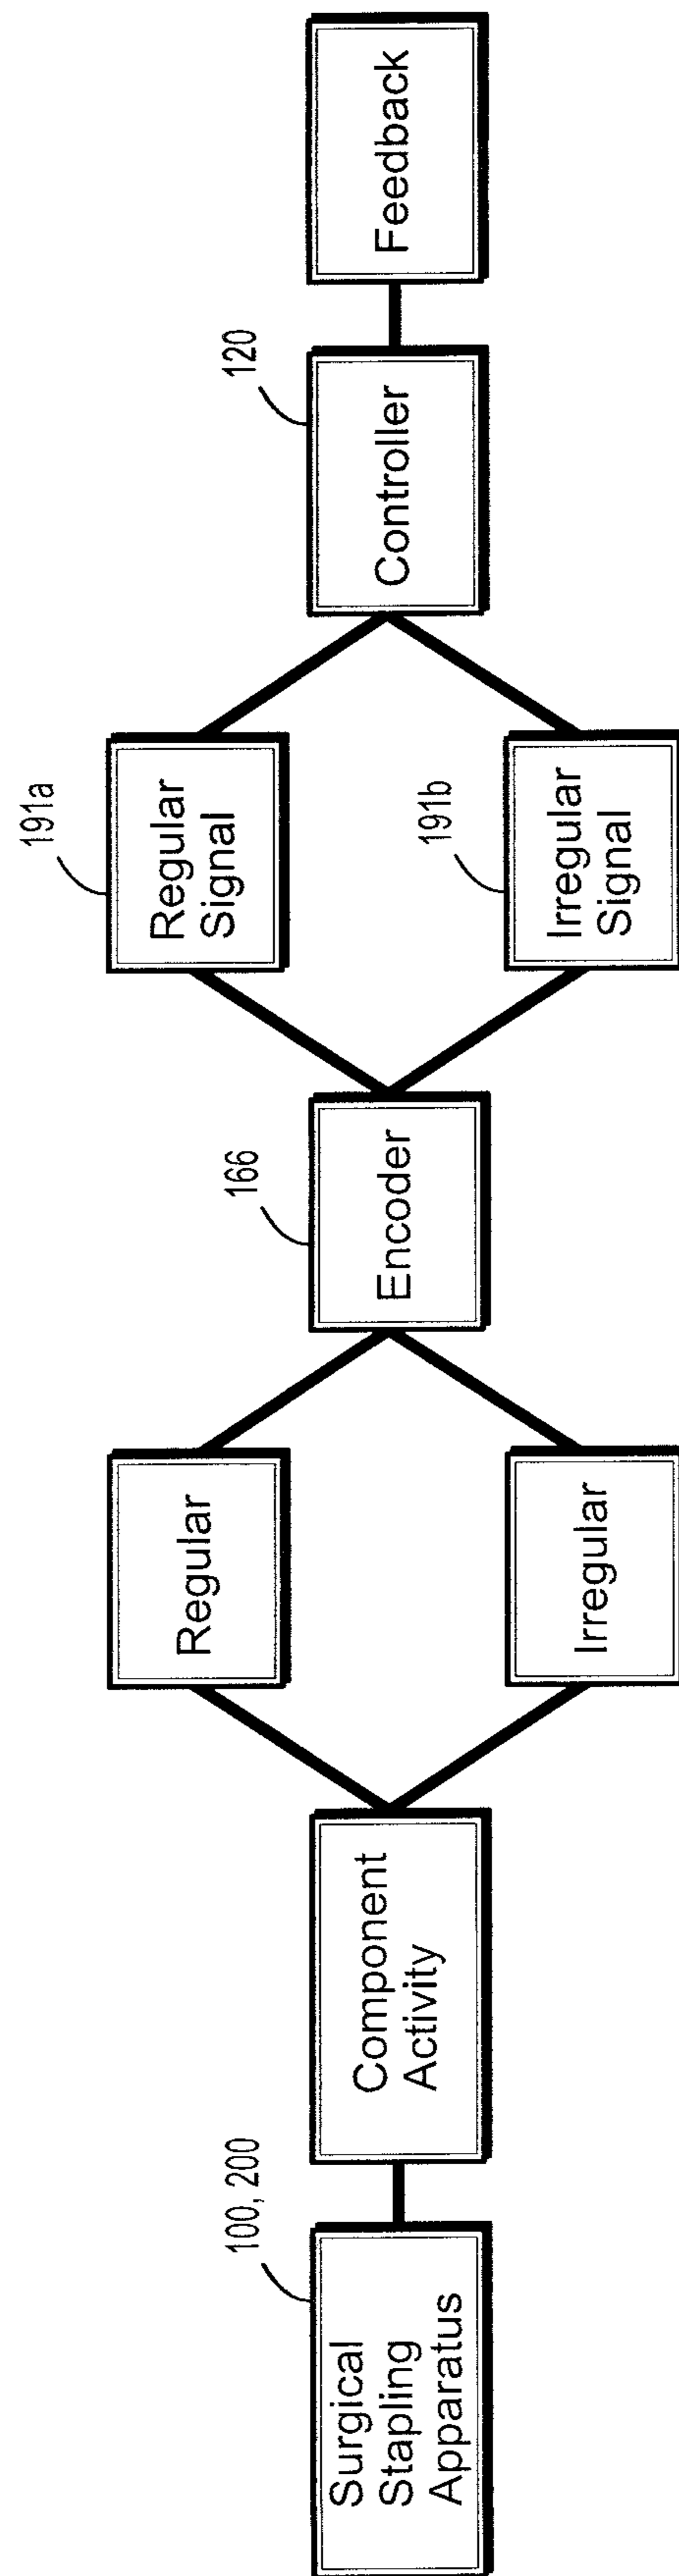 100, 200
Surgical
Stapling
Apparatus
Component
Activity
Regular
Irregular
166
Encoder
191a
Regular
Signal
191b
Irregular
Signal
120
Controller
Feedback